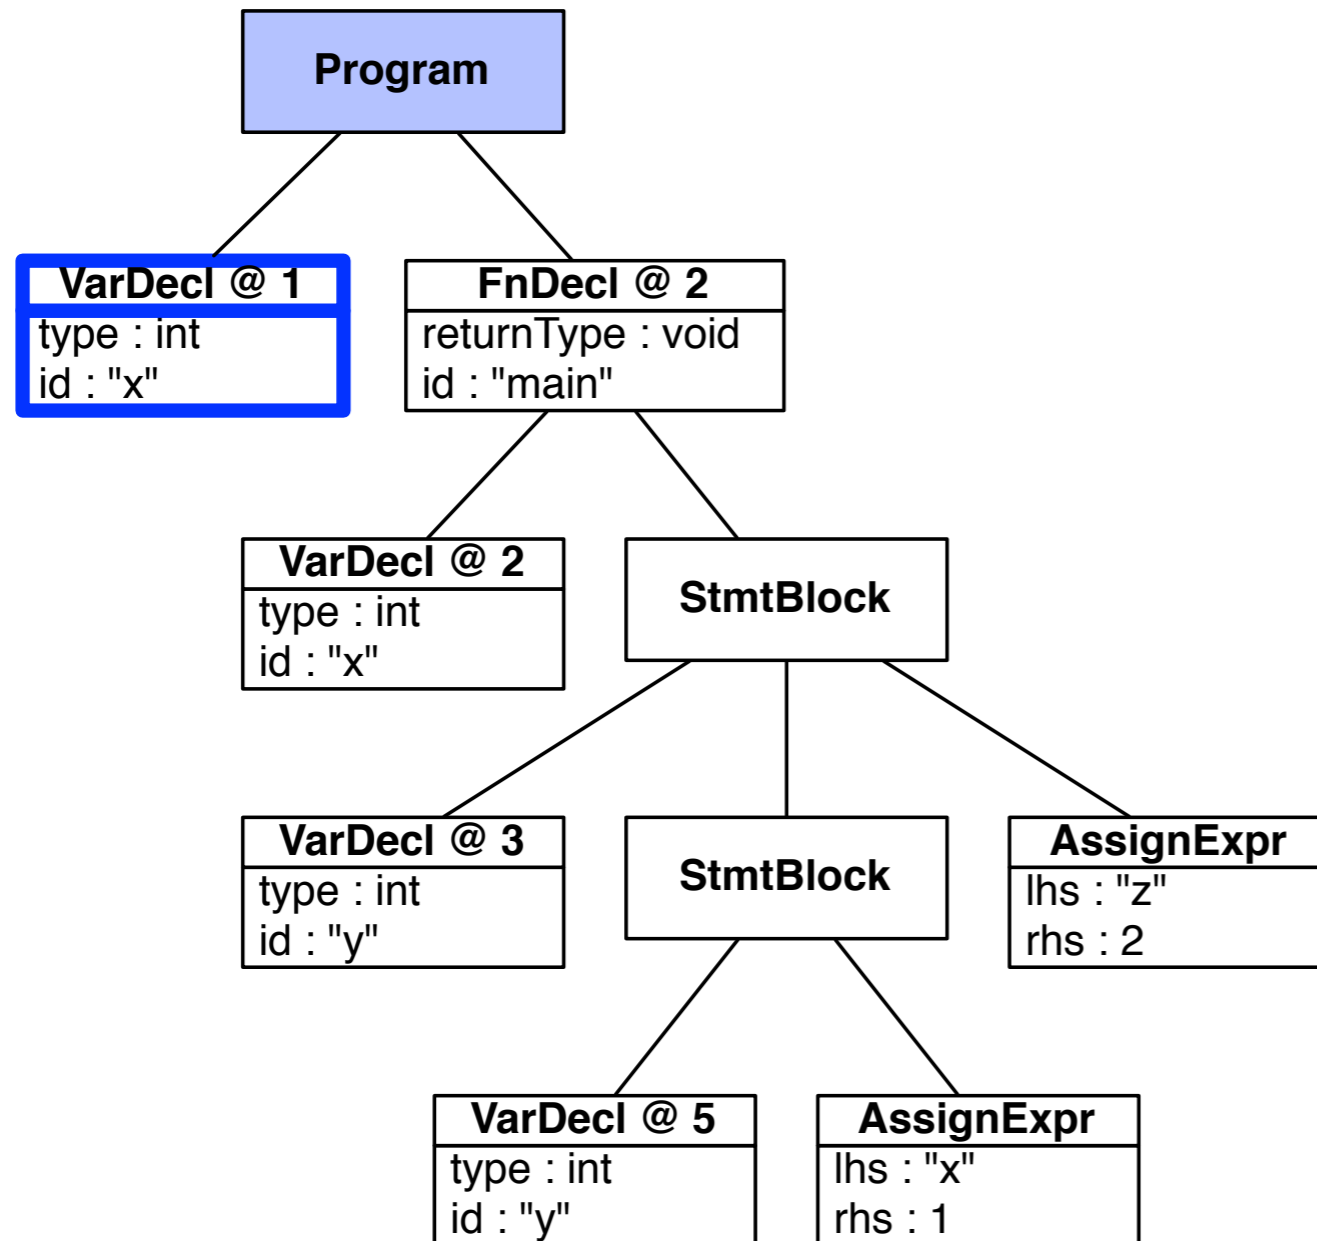 Program
VarDecl @ 1
type : int
id : "x"
FnDecl @ 2
returnType : void
id : "main"
VarDecl @ 2
type : int
id : "x"
StmtBlock
VarDecl @ 3
type : int
id : "y"
StmtBlock
AssignExpr
lhs : "z"
rhs : 2
VarDecl @ 5
type : int
id : "y"
AssignExpr
lhs : "x"
rhs : 1